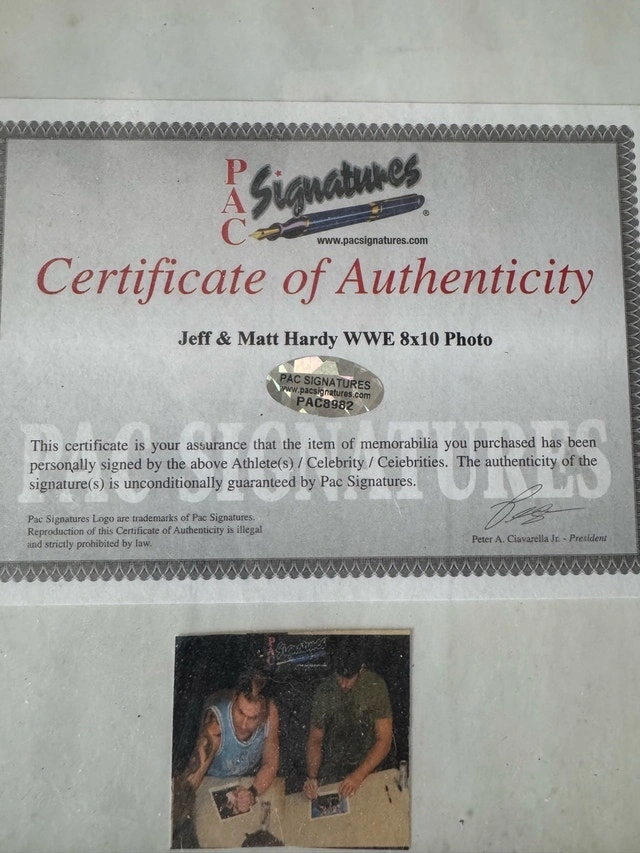 PAC Signatures ®
www.pacsignatures.com
Certificate of Authenticity
Jeff & Matt Hardy WWE 8x10 Photo
PAC SIGNATURES
www.pacsignatures.com
PAC8982
PAC SIGNATURES
This certificate is your assurance that the item of memorabilia you purchased has been
personally signed by the above Athlete(s) / Celebrity / Ceiebrities. The authenticity of the
signature(s) is unconditionally guaranteed by Pac Signatures.
Pac Signatures Logo are trademarks of Pac Signatures.
Reproduction of this Certificate of Authenticity is illegal
and strictly prohibited by law.
Peter A. Ciavarella Jr. - President
PAC Signatures